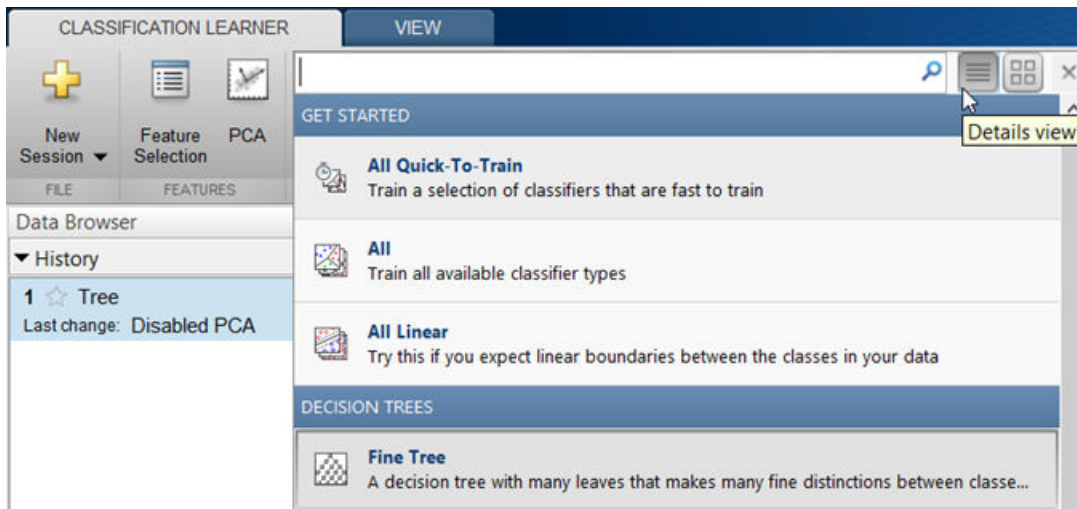 CLASSIFICATION LEARNER
VIEW
New
Session
Feature
Selection
PCA
FILE
FEATURES
Details view
Data Browser
History
1 Tree
Last change: Disabled PCA
GET STARTED
All Quick-To-Train
Train a selection of classifiers that are fast to train
All
Train all available classifier types
All Linear
Try this if you expect linear boundaries between the classes in your data
DECISION TREES
Fine Tree
A decision tree with many leaves that makes many fine distinctions between classe...